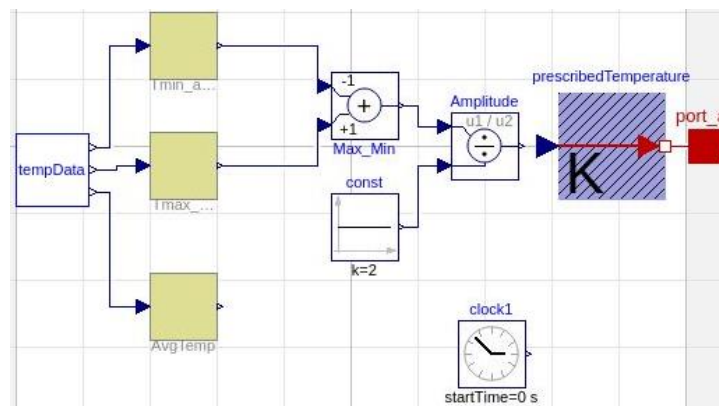 Tmin_a...
-1
+1
Max_Min
prescribedTemperature
Amplitude
u1 / u2
port_a
K
tempData
Tmax_...
const
k=2
AvgTemp
clock1
startTime=0 s